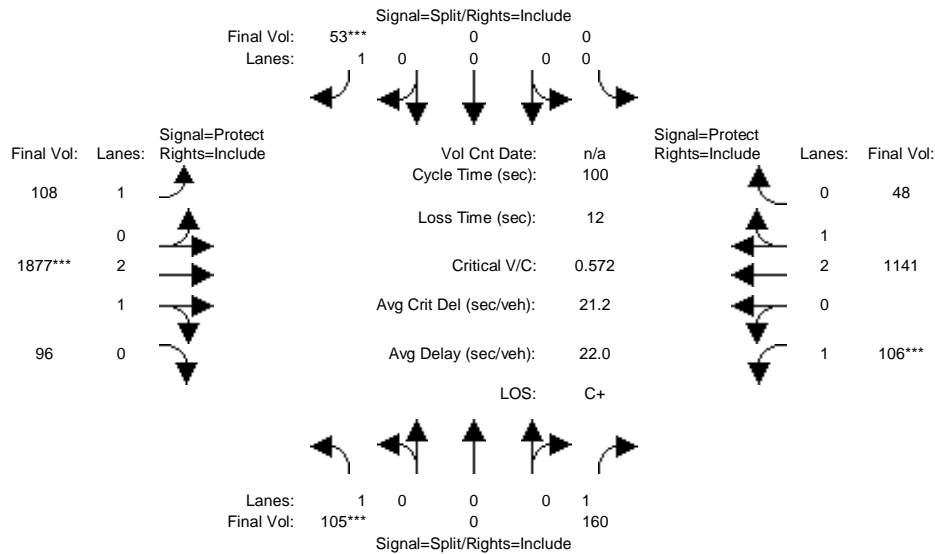 Signal=Split/Rights=Include
Final Vol: 53*** 0 0
Lanes: 1 0 0 0 0
Signal=Protect Signal=Protect
Final Vol: Lanes: Rights=Include Vol Cnt Date: n/a Rights=Include Lanes: Final Vol:
Cycle Time (sec): 100
108 1 0 48
Loss Time (sec): 12
0 1
1877*** 2 Critical V/C: 0.572 2 1141
1 Avg Crit Del (sec/veh): 21.2 0
96 0 Avg Delay (sec/veh): 22.0 1 106***
LOS: C+
Lanes: 1 0 0 0 1
Final Vol: 105*** 0 160
Signal=Split/Rights=Include